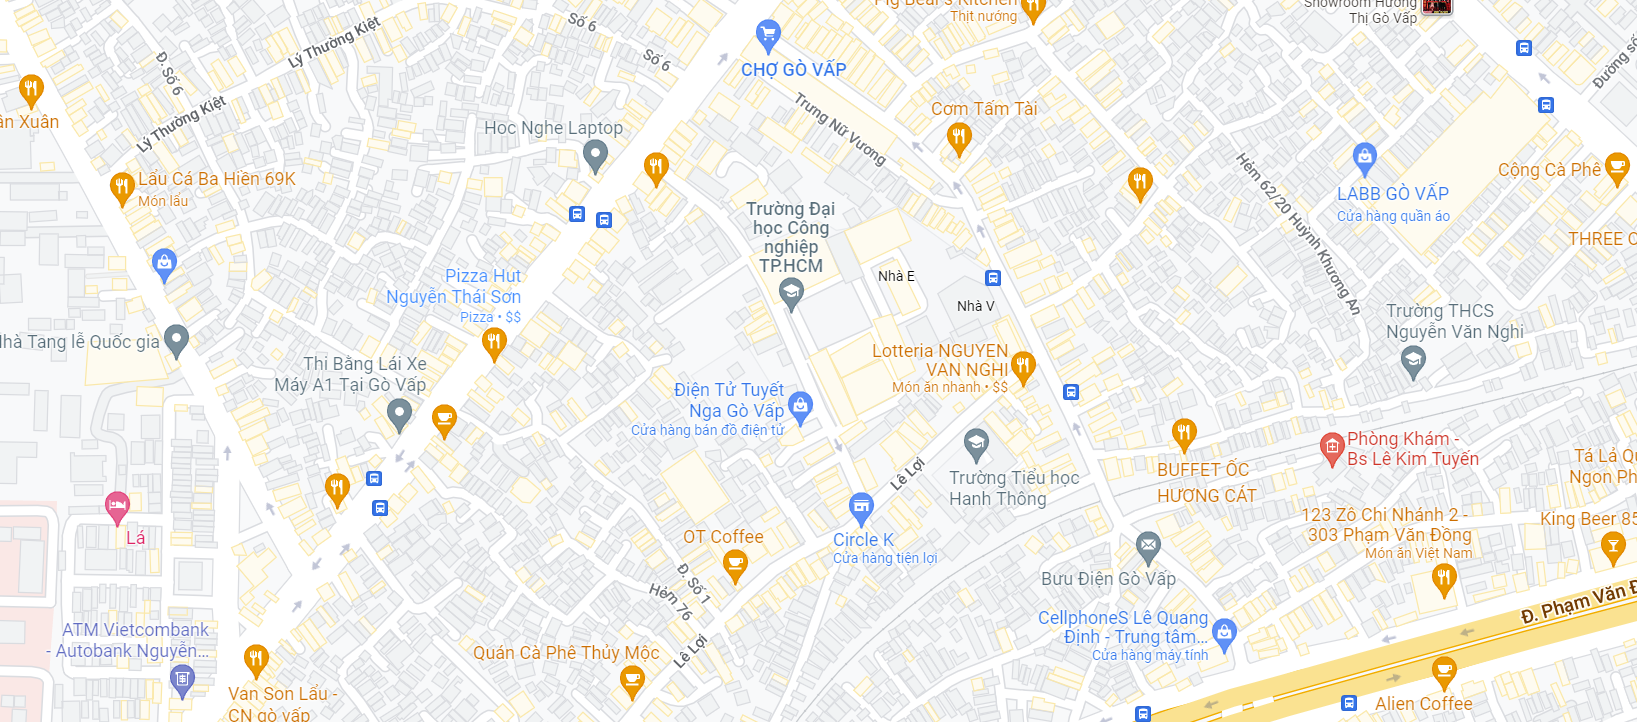 Pig Bear's Kitchen
Thịt nướng
Showroom Hương
Thị Gò Vấp
Số 6
Lý Thường Kiệt
Số 6
Đ. Số 6
CHỢ GÒ VẤP
Đường số
ân Xuân
Lý Thường Kiệt
Trưng Nữ Vương
Cơm Tấm Tài
Hoc Nghe Laptop
Hẻm 62/20 Huỳnh Khương An
Cộng Cà Phê
Lẩu Cá Ba Hiền 69K
Món lẩu
LABB GÒ VẤP
Cửa hàng quần áo
Trường Đại
học Công
nghiệp
TP.HCM
THREE C
Nhà E
Pizza Hut
Nguyễn Thái Sơn
Pizza • $$
Nhà V
Trường THCS
Nguyễn Văn Nghi
Nhà Tang lễ Quốc gia
Lotteria NGUYEN
VAN NGHI
Món ăn nhanh • $$
Thi Bằng Lái Xe
Máy A1 Tại Gò Vấp
Điện Tử Tuyết
Nga Gò Vấp
Cửa hàng bán đồ điện tử
Phòng Khám -
Bs Lê Kim Tuyến
Lê Lợi
Trường Tiểu học
Hanh Thông
BUFFET ỐC
HƯƠNG CÁT
Tá Lả Qu
Ngon Ph
123 Zô Chi Nhánh 2 -
303 Phạm Văn Đồng
Món ăn Việt Nam
King Beer 85
Lá
OT Coffee
Circle K
Cửa hàng tiện lợi
Đ. Số 1
Hẻm 76
Bưu Điện Gò Vấp
Đ. Phạm Văn Đ
CellphoneS Lê Quang
Định - Trung tâm...
Cửa hàng máy tính
ATM Vietcombank
- Autobank Nguyễn...
Lê Lợi
Quán Cà Phê Thủy Mộc
Van Son Lẩu -
CN gò vấp
Alien Coffee